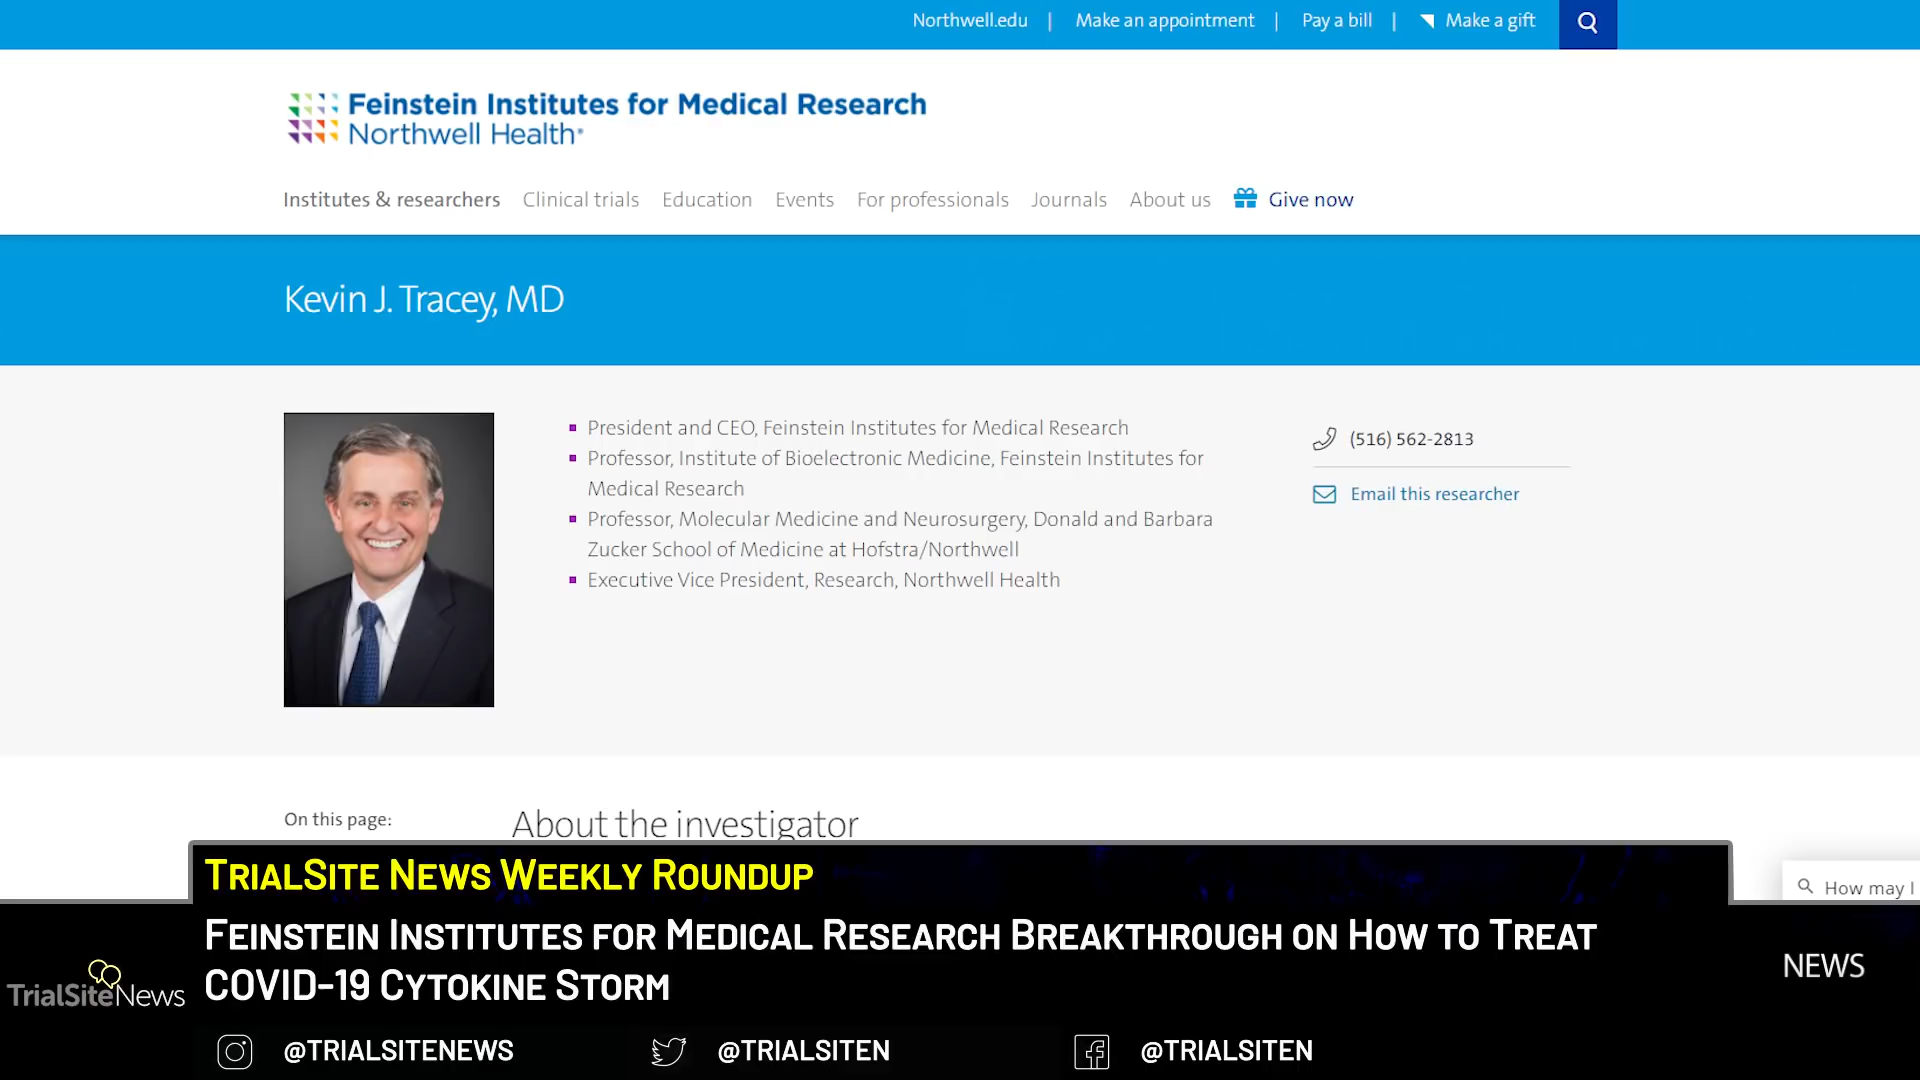 Northwell.edu | Make an appointment | Pay a bill | Make a gift
Feinstein Institutes for Medical Research
Northwell Health®
Institutes & researchers Clinical trials Education Events For professionals Journals About us Give now
Kevin J. Tracey, MD
President and CEO, Feinstein Institutes for Medical Research
Professor, Institute of Bioelectronic Medicine, Feinstein Institutes for
Medical Research
Professor, Molecular Medicine and Neurosurgery, Donald and Barbara
Zucker School of Medicine at Hofstra/Northwell
Executive Vice President, Research, Northwell Health
(516) 562-2813
Email this researcher
On this page:
About the investigator
How may I
TrialSite News Weekly Roundup
Feinstein Institutes for Medical Research Breakthrough on How to Treat
COVID-19 Cytokine Storm
NEWS
TrialSiteNews
@TRIALSITENEWS @TRIALSITEN @TRIALSITEN